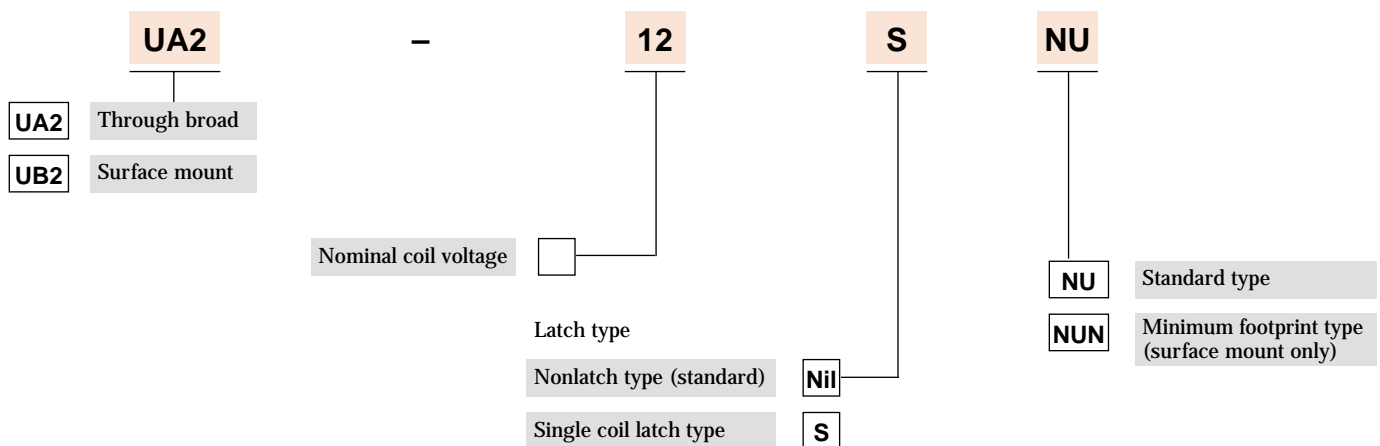 UA2 – 12 S NU
UA2 Through broad
UB2 Surface mount
Nominal coil voltage
NU Standard type
Latch type
NUN Minimum footprint type
(surface mount only)
Nonlatch type (standard) Nil
Single coil latch type S